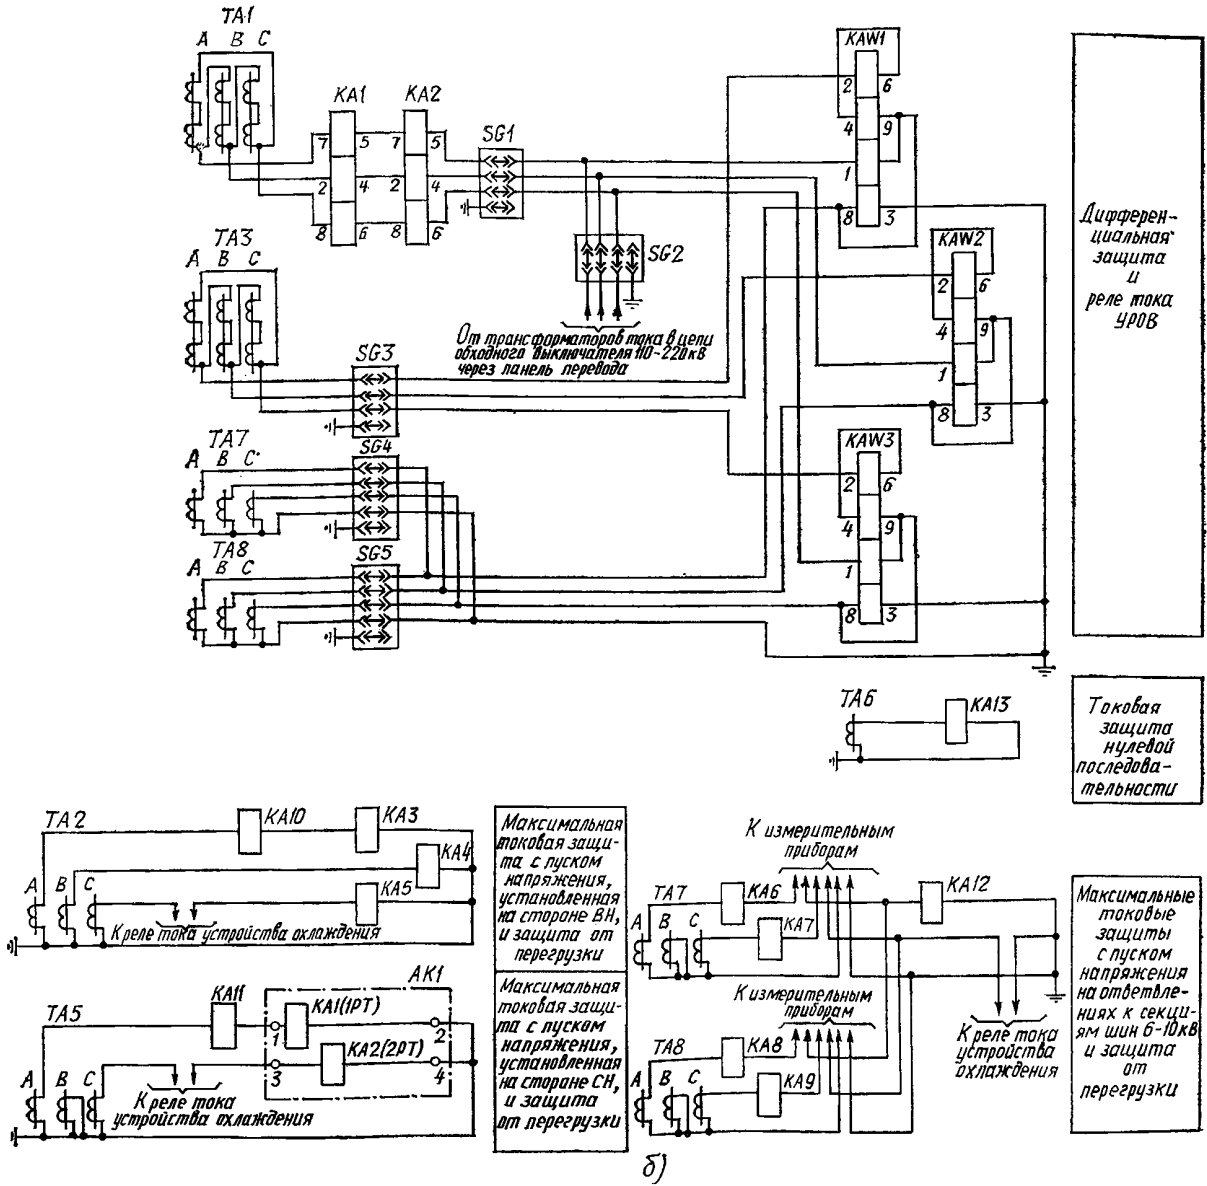 TA1
A B C
KA1
KA2
7 5 7 5
2 4 2 4
8 6 8 6
SG1
SG2
KAW1
2 6
4 9
1
8 3
Дифферен-
циальная
защита
и
реле тока
УРОВ
TA3
A B C
KAW2
2 6
4 9
1
8 3
От трансформаторов тока в цепи
обходного выключателя 110-220кВ
через панель перевода
SG3
TA7
A B C
SG4
KAW3
2 6
4 9
1
8 3
TA8
A B C
SG5
TA6
KA13
Токовая
защита
нулевой
последова-
тельности
TA2
KA10
KA3
KA4
KA5
A B C
К реле тока устройства охлаждения
Максимальная
токовая защи-
та с пуском
напряжения,
установленная
на стороне ВН,
и защита от
перегрузки
TA5
KA11
AK1
KA1(1PT)
1 2
KA2(2PT)
3 4
A B C
К реле тока
устройства охлаждения
Максимальная
токовая защи-
та с пуском
напряжения,
установленная
на стороне СН,
и защита
от перегрузки
К измерительным
приборам
TA7
KA6
KA12
A B C
KA7
К измерительным
приборам
TA8
KA8
A B C
KA9
К реле тока
устройства
охлаждения
Максимальные
токовые
защиты
с пуском
напряжения
на ответвле-
ниях к секци-
ям шин 6-10кВ
и защита
от
перегрузки
б)